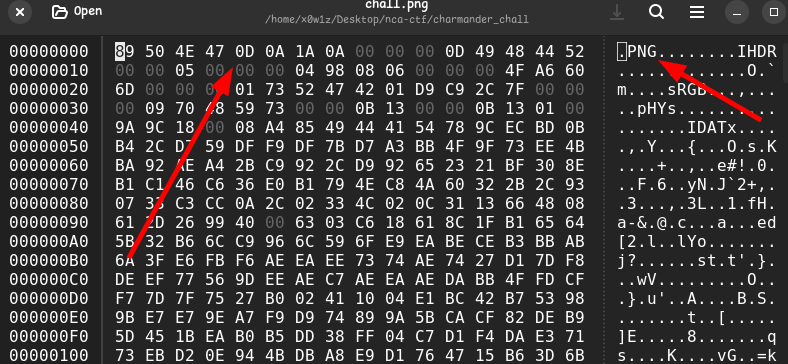 Open
chall.png
/home/x0w1z/Desktop/nca-ctf/charmander_chall
00000000 89 50 4E 47 0D 0A 1A 0A 00 00 00 0D 49 48 44 52 .PNG........IHDR
00000010 00 00 05 00 00 00 04 98 08 06 00 00 00 4F A6 60 .............O.`
00000020 6D 00 00 01 73 52 47 42 01 D9 C9 2C 7F 00 00 00 m....sRGB...,...
00000030 00 09 70 48 59 73 00 00 0B 13 00 00 0B 13 01 00 ..pHYs..........
00000040 9A 9C 18 00 00 08 A4 85 49 44 41 54 78 9C EC BD 0B .......IDATx....
00000050 B4 2C D7 59 DF F9 DF 7B D7 A3 BB 4F 9F 73 EE 4B .,.Y...{...O.s.K
00000060 BA 92 AE A4 2B C9 92 2C D9 92 65 23 21 BF 30 8E ....+..,..e#!.0.
00000070 B1 C1 46 C6 36 E0 B1 79 4E C8 4A 60 32 2B 2C 93 ..F.6..yN.J`2+,.
00000080 07 33 C3 CC 0A 2C 02 33 4C 02 0C 31 13 66 48 08 .3...,.3L..1.fH.
00000090 61 2D 26 99 40 00 63 03 C6 18 61 8C 1F B1 65 64 a-&.@.c...a...ed
000000A0 5B 32 B6 6C C9 96 6C 59 6F E9 EA BE CE B3 BB AB [2.l..lYo.......
000000B0 6A 3F E6 FB F6 AE EA EE 73 74 AE 74 27 D1 7D F8 j?......st.t'.}.
000000C0 DE EF 77 56 9D EE AE C7 AE EA AE DA BB 4F FD CF ..wV.........O..
000000D0 F7 7D 7F 75 27 B0 02 41 10 04 E1 BC 42 B7 53 98 .}.u'..A....B.S.
000000E0 9B E7 E7 9E A7 F9 D9 74 89 9A 5B CA CF 82 DE B9 .......t..[.....
000000F0 5D 45 1B EA B0 B5 DD 38 FF 04 C7 D1 F4 DA E3 71 ]E.....8.......q
00000100 73 EB D2 0E 94 4B DB A8 E9 D1 76 47 15 B6 3D 6B s....K....vG..=k